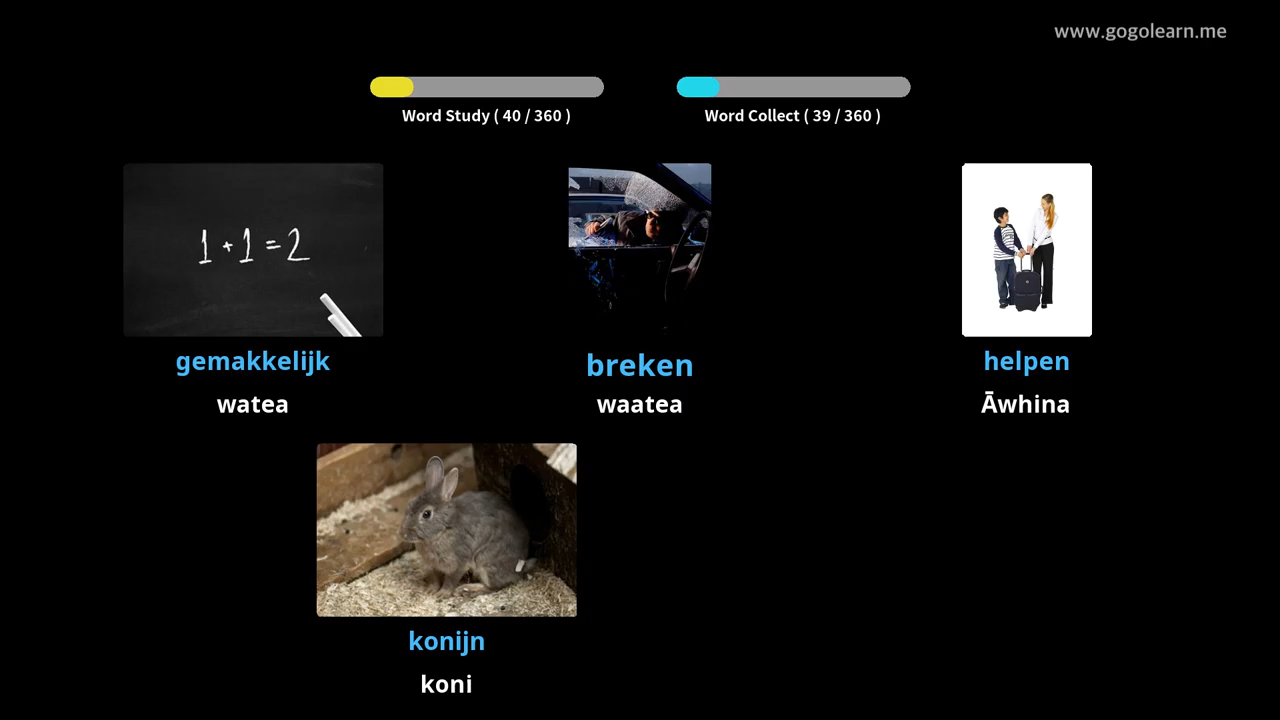 www.gogolearn.me
Word Study ( 40 / 360 )
Word Collect ( 39 / 360 )
1 + 1 = 2
gemakkelijk
breken
helpen
watea
waatea
Āwhina
konijn
koni